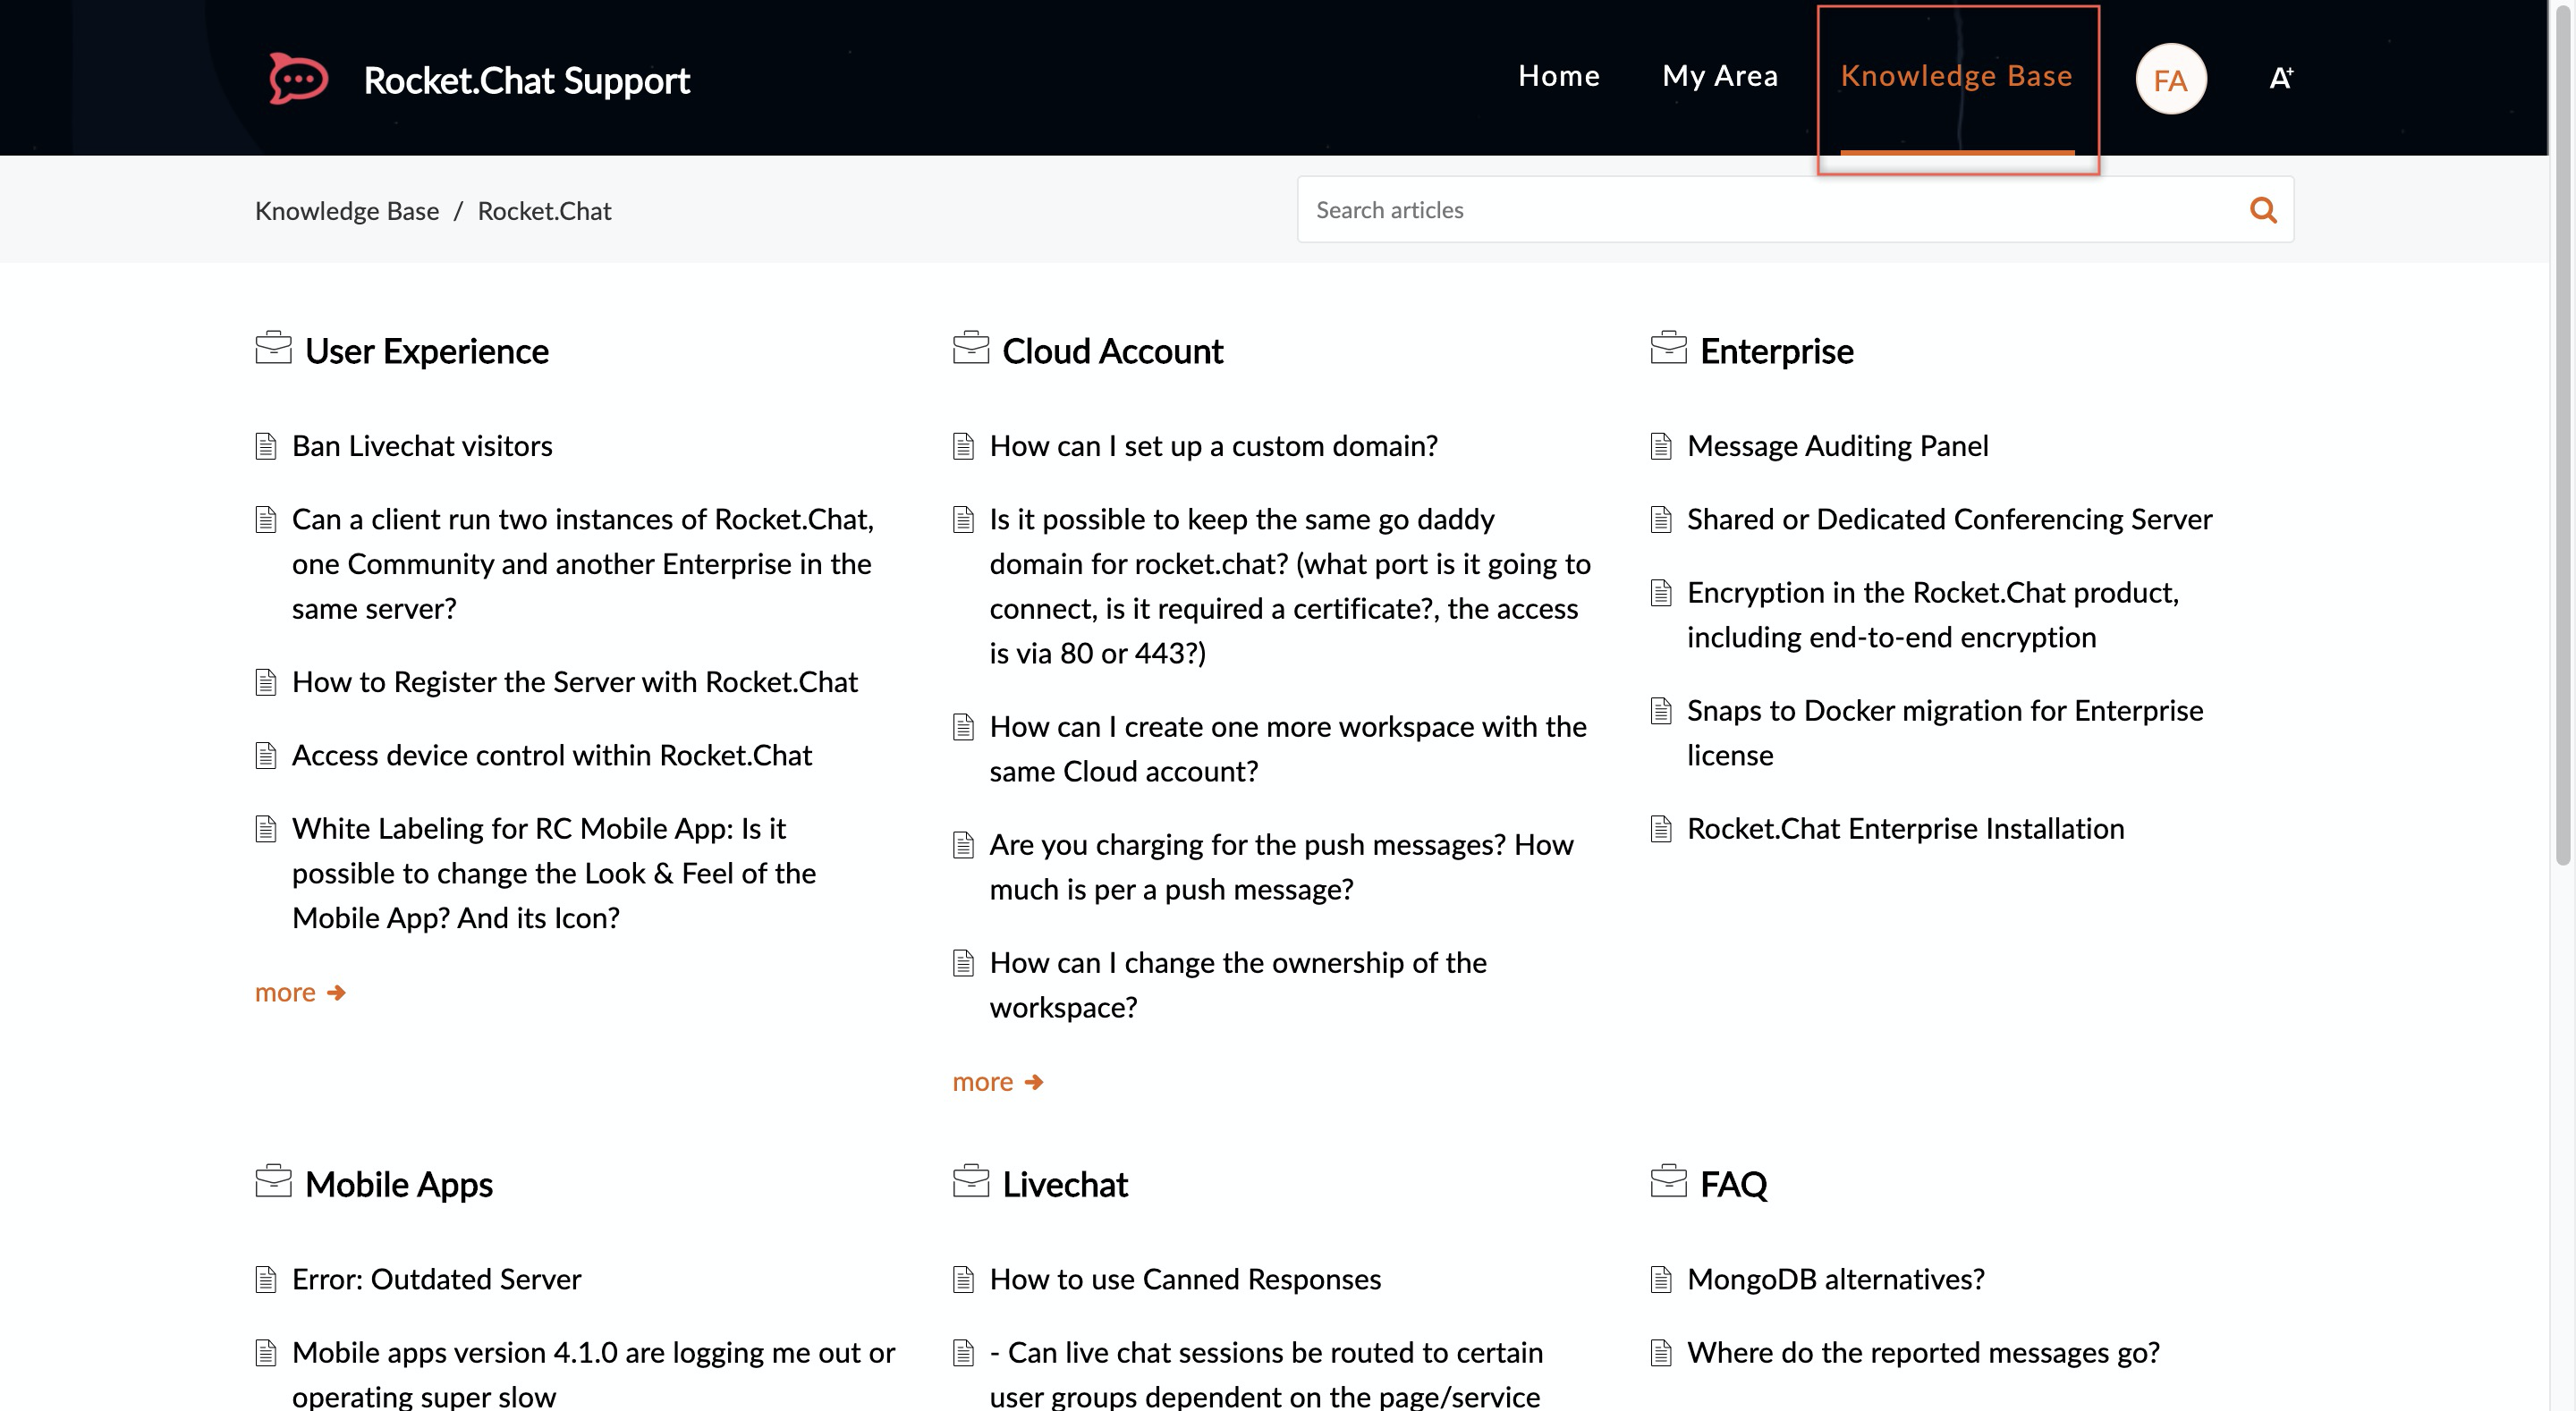 Rocket.Chat Support
Home
My Area
Knowledge Base
FA
A+
Knowledge Base / Rocket.Chat
Search articles
User Experience
Ban Livechat visitors
Can a client run two instances of Rocket.Chat,
one Community and another Enterprise in the
same server?
How to Register the Server with Rocket.Chat
Access device control within Rocket.Chat
White Labeling for RC Mobile App: Is it
possible to change the Look & Feel of the
Mobile App? And its Icon?
more
Cloud Account
How can I set up a custom domain?
Is it possible to keep the same go daddy
domain for rocket.chat? (what port is it going to
connect, is it required a certificate?, the access
is via 80 or 443?)
How can I create one more workspace with the
same Cloud account?
Are you charging for the push messages? How
much is per a push message?
How can I change the ownership of the
workspace?
more
Enterprise
Message Auditing Panel
Shared or Dedicated Conferencing Server
Encryption in the Rocket.Chat product,
including end-to-end encryption
Snaps to Docker migration for Enterprise
license
Rocket.Chat Enterprise Installation
Mobile Apps
Error: Outdated Server
Mobile apps version 4.1.0 are logging me out or
operating super slow
Livechat
How to use Canned Responses
- Can live chat sessions be routed to certain
user groups dependent on the page/service
FAQ
MongoDB alternatives?
Where do the reported messages go?